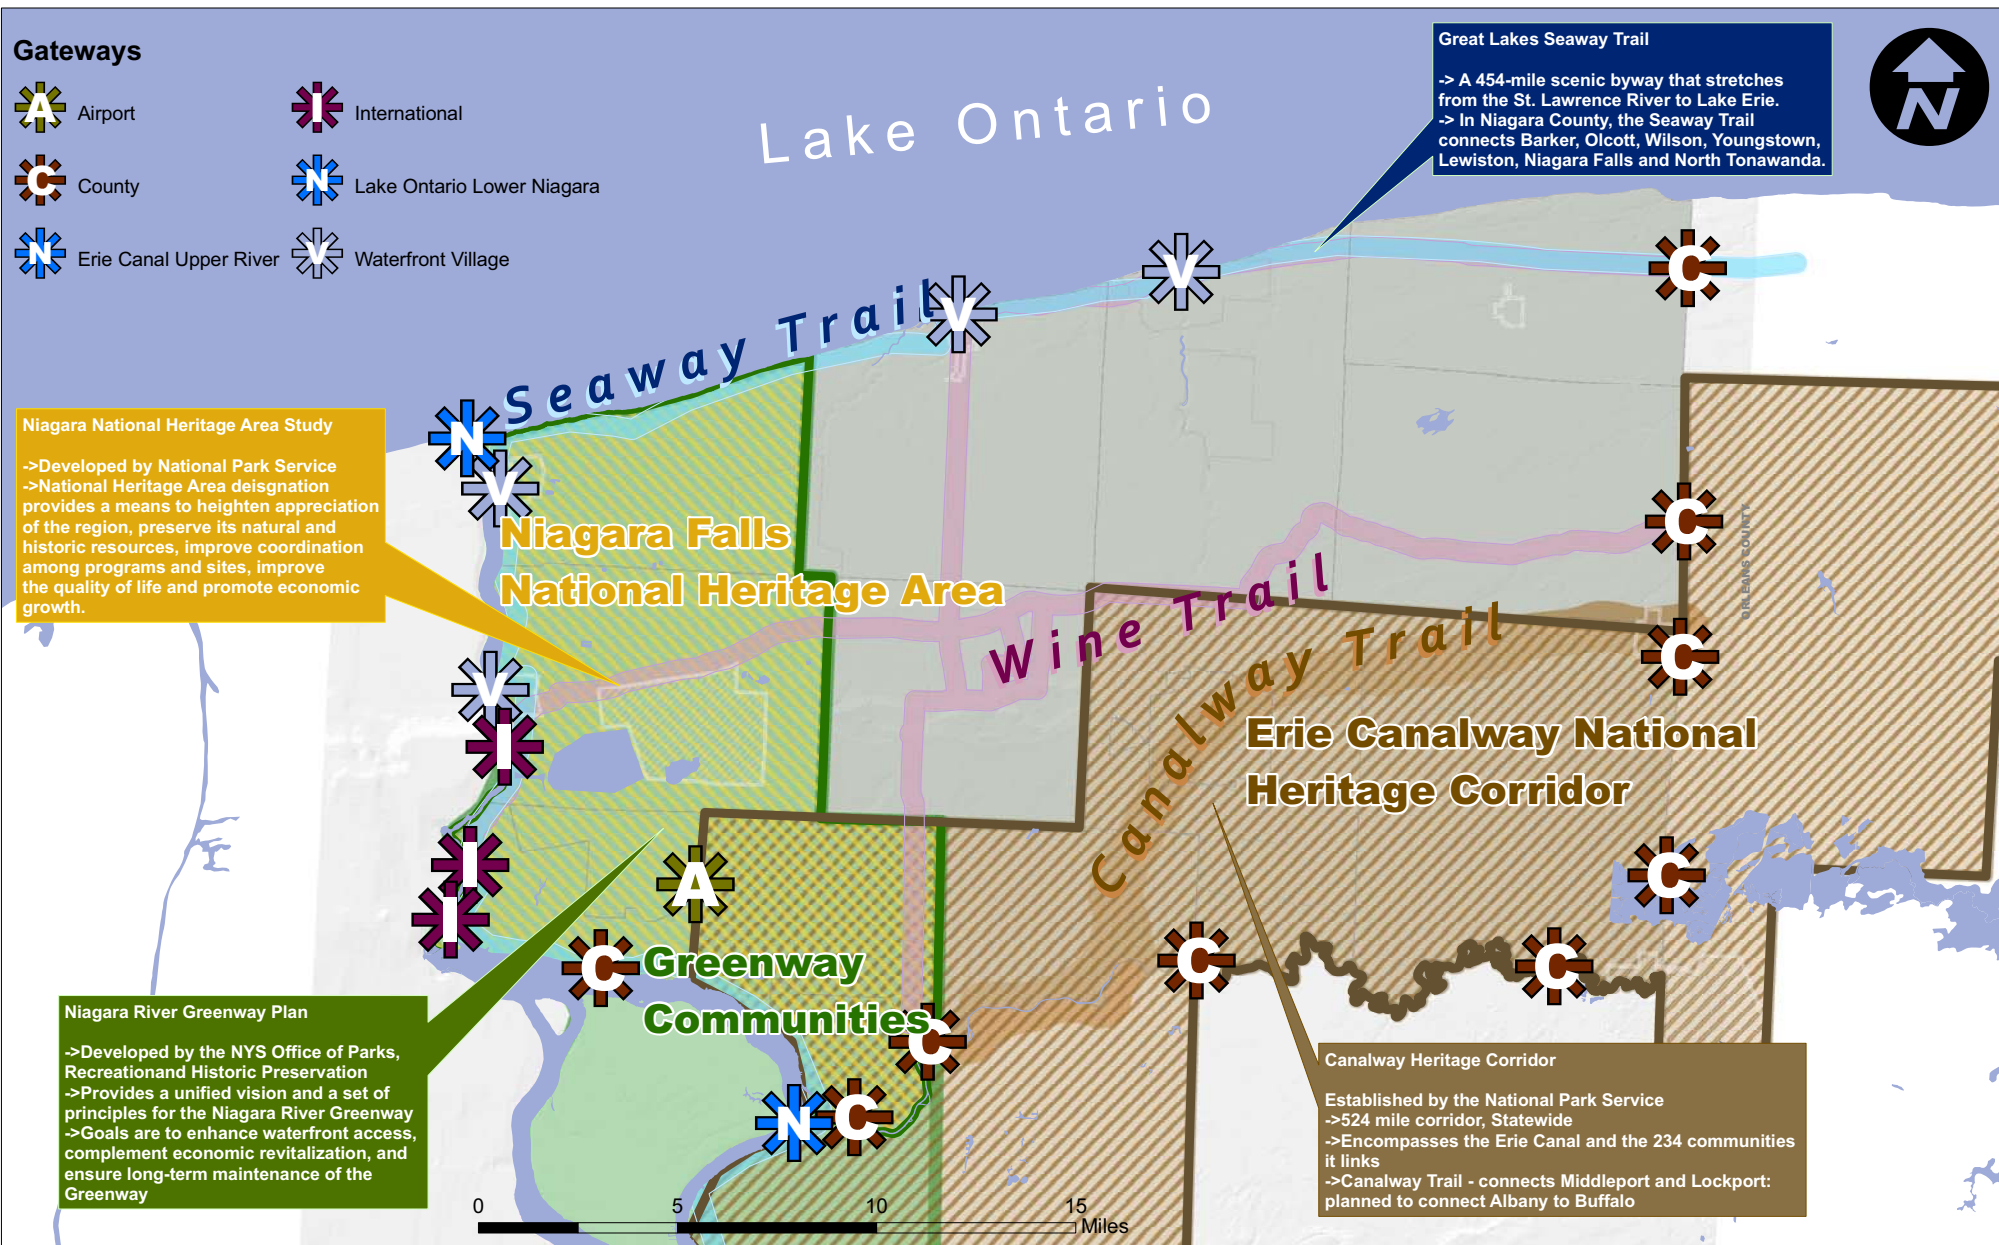 Gateways
A Airport
I International
C County
N Lake Ontario Lower Niagara
N Erie Canal Upper River
V Waterfront Village
Lake Ontario
Great Lakes Seaway Trail
-> A 454-mile scenic byway that stretches
from the St. Lawrence River to Lake Erie.
-> In Niagara County, the Seaway Trail
connects Barker, Olcott, Wilson, Youngstown,
Lewiston, Niagara Falls and North Tonawanda.
N
V
C
V
Seaway Trail
N
V
Niagara National Heritage Area Study
->Developed by National Park Service
->National Heritage Area deisgnation
provides a means to heighten appreciation
of the region, preserve its natural and
historic resources, improve coordination
among programs and sites, improve
the quality of life and promote economic
growth.
Niagara Falls
National Heritage Area
C
ORLEANS COUNTY
Wine Trail
Canalway Trail
C
V
I
Erie Canalway National
Heritage Corridor
I
A
C
I
C
Greenway
Communities
C
C
C
N
C
Niagara River Greenway Plan
->Developed by the NYS Office of Parks,
Recreationand Historic Preservation
->Provides a unified vision and a set of
principles for the Niagara River Greenway
->Goals are to enhance waterfront access,
complement economic revitalization, and
ensure long-term maintenance of the
Greenway
Canalway Heritage Corridor
Established by the National Park Service
->524 mile corridor, Statewide
->Encompasses the Erie Canal and the 234 communities
it links
->Canalway Trail - connects Middleport and Lockport:
planned to connect Albany to Buffalo
0 5 10 15
Miles